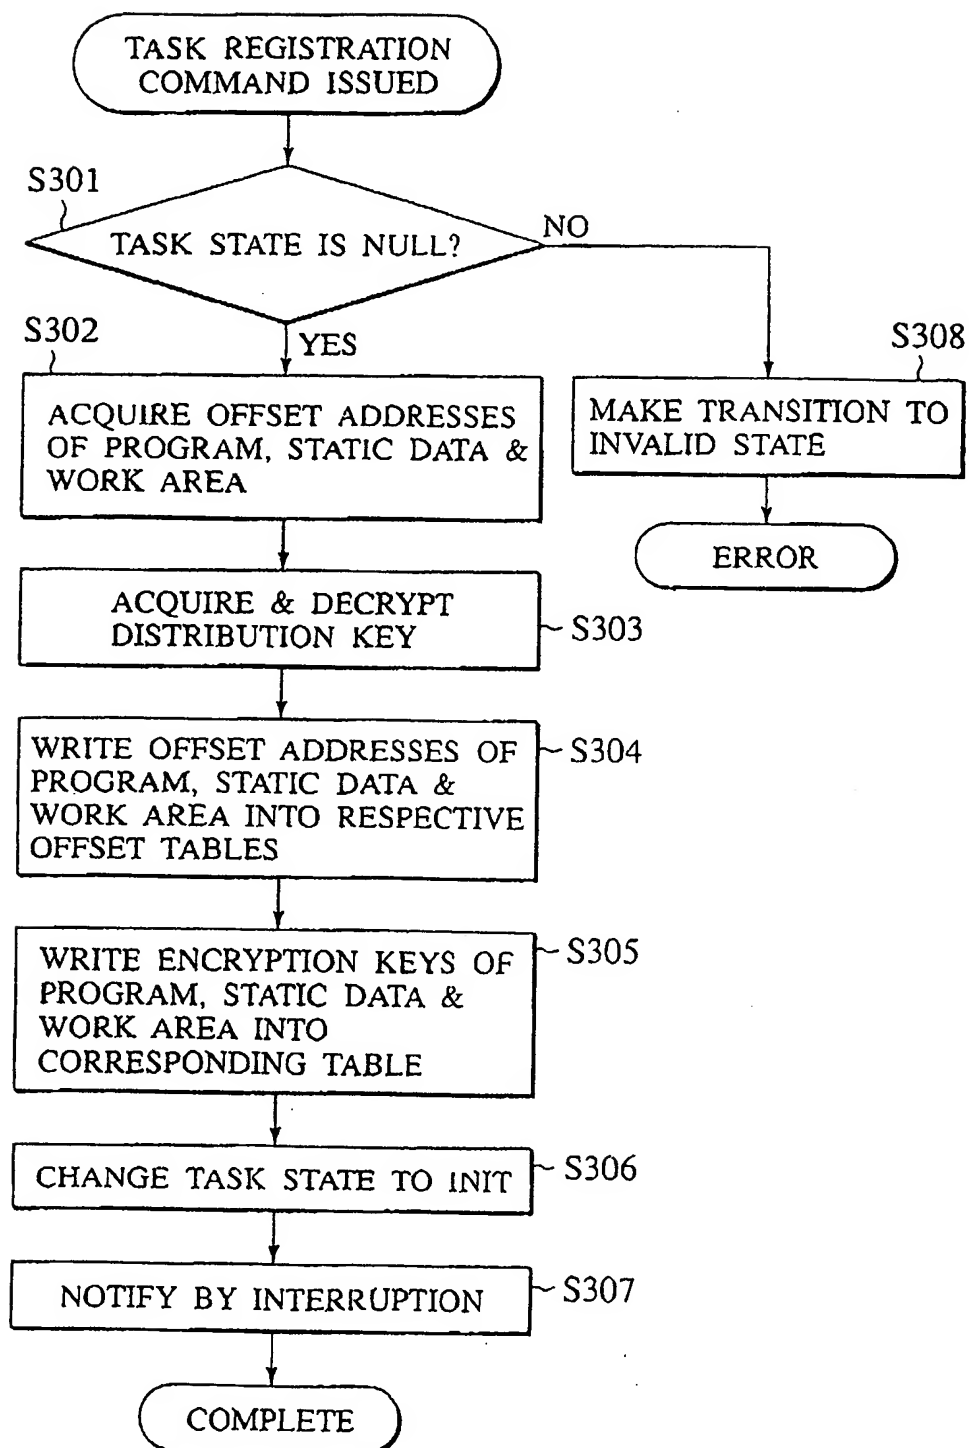 TASK REGISTRATION
COMMAND ISSUED
S301
TASK STATE IS NULL?
NO
YES
S302
ACQUIRE OFFSET ADDRESSES
OF PROGRAM, STATIC DATA &
WORK AREA
S308
MAKE TRANSITION TO
INVALID STATE
ERROR
ACQUIRE & DECRYPT
DISTRIBUTION KEY
S303
WRITE OFFSET ADDRESSES OF
PROGRAM, STATIC DATA &
WORK AREA INTO RESPECTIVE
OFFSET TABLES
S304
WRITE ENCRYPTION KEYS OF
PROGRAM, STATIC DATA &
WORK AREA INTO
CORRESPONDING TABLE
S305
CHANGE TASK STATE TO INIT
S306
NOTIFY BY INTERRUPTION
S307
COMPLETE